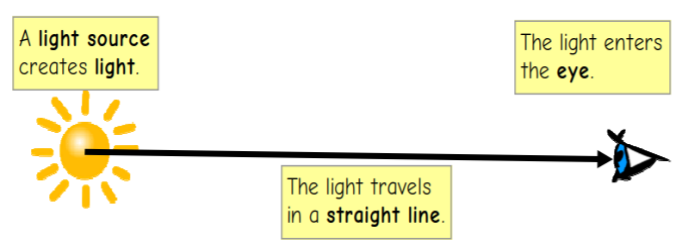 A light source
creates light.
The light enters
the eye.
The light travels
in a straight line.